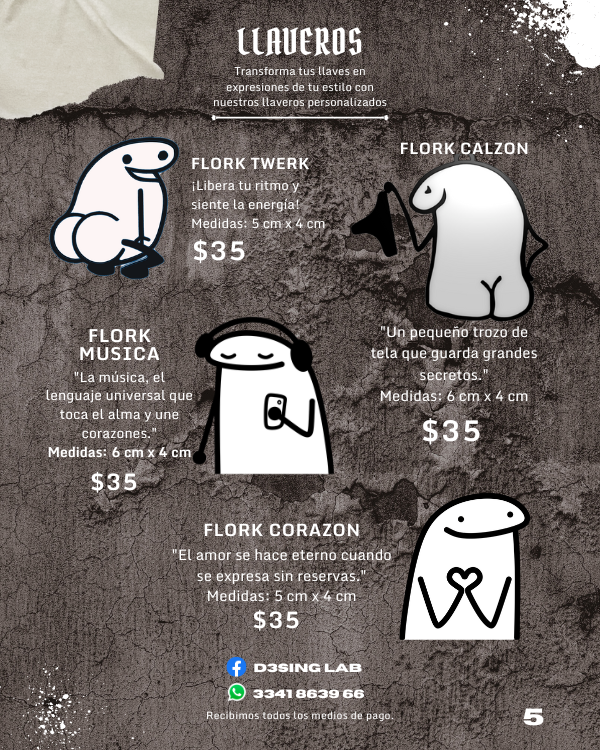 LLAVEROS
Transforma tus llaves en
expresiones de tu estilo con
nuestros llaveros personalizados
FLORK TWERK
¡Libera tu ritmo y
siente la energia!
Medidas: 5 cm x 4 cm
$35
FLORK CALZON
"Un pequeño trozo de
tela que guarda grandes
secretos."
Medidas: 6 cm x 4 cm
$35
FLORK
MUSICA
"La música, el
lenguaje universal que
toca el alma y une
corazones."
Medidas: 6 cm x 4 cm
$35
FLORK CORAZON
"El amor se hace eterno cuando
se expresa sin reservas."
Medidas: 5 cm x 4 cm
$35
D3SING LAB
3341 8639 66
Recibimos todos los medios de pago.
5